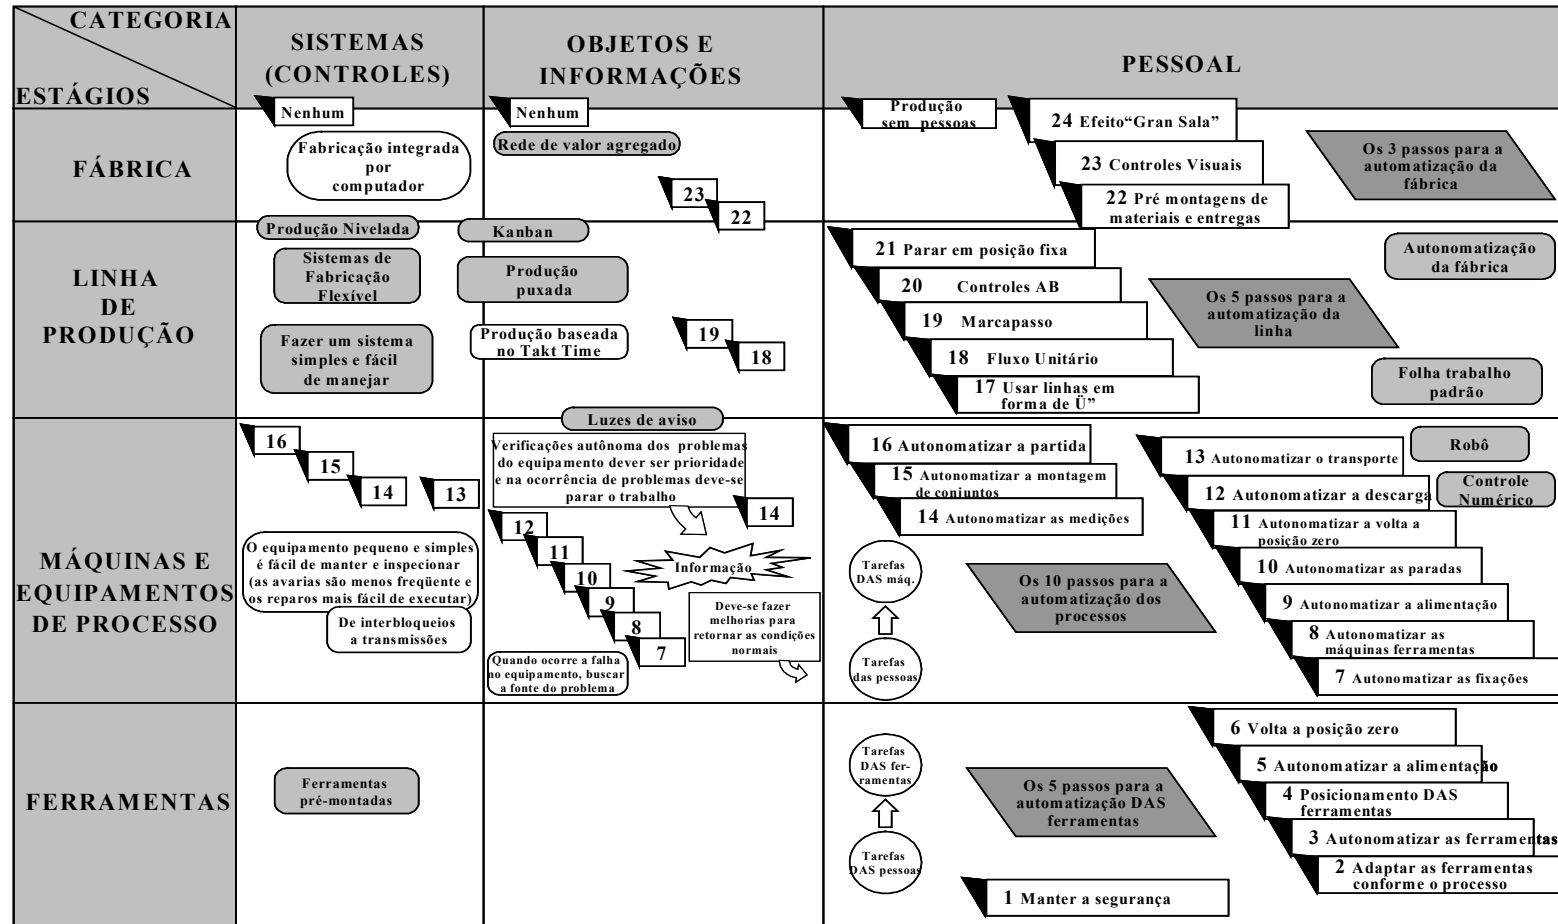 CATEGORIA
ESTÁGIOS
SISTEMAS
(CONTROLES)
OBJETOS E
INFORMAÇÕES
PESSOAL
FÁBRICA
Nenhum
Fabricação integrada
por
computador
Nenhum
Rede de valor agregado
23
22
Produção
sem pessoas
24 Efeito“Gran Sala”
23 Controles Visuais
22 Pré montagens de
materiais e entregas
Os 3 passos para a
automatização da
fábrica
LINHA
DE
PRODUÇÃO
Produção Nivelada
Sistemas de
Fabricação
Flexível
Fazer um sistema
simples e fácil
de manejar
Kanban
Produção
puxada
Produção baseada
no Takt Time
19
18
21 Parar em posição fixa
20 Controles AB
19 Marcapasso
18 Fluxo Unitário
17 Usar linhas em
forma de Ü”
Os 5 passos para a
automatização da
linha
Autonomatização
da fábrica
Folha trabalho
padrão
MÁQUINAS E
EQUIPAMENTOS
DE PROCESSO
16
15
14
13
O equipamento pequeno e simples
é fácil de manter e inspecionar
(as avarias são menos freqüente e
os reparos mais fácil de executar)
De interbloqueios
a transmissões
Luzes de aviso
Verificações autônoma dos problemas
do equipamento dever ser prioridade
e na ocorrência de problemas deve-se
parar o trabalho
14
12
11
10
9
8
7
Informação
Deve-se fazer
melhorias para
retornar as condições
normais
Quando ocorre a falha
no equipamento, buscar
a fonte do problema
16 Autonomatizar a partida
15 Autonomatizar a montagem
de conjuntos
14 Autonomatizar as medições
Tarefas
DAS máq.
Tarefas
das pessoas
Os 10 passos para a
automatização dos
processos
13 Autonomatizar o transporte
12 Autonomatizar a descarga
11 Autonomatizar a volta a
posição zero
10 Autonomatizar as paradas
9 Autonomatizar a alimentação
8 Autonomatizar as
máquinas ferramentas
7 Autonomatizar as fixações
Robô
Controle
Numérico
FERRAMENTAS
Ferramentas
pré-montadas
Tarefas
DAS fer-
ramentas
Tarefas
DAS pessoas
Os 5 passos para a
automatização DAS
ferramentas
6 Volta a posição zero
5 Autonomatizar a alimentação
4 Posicionamento DAS
ferramentas
3 Autonomatizar as ferramentas
2 Adaptar as ferramentas
conforme o processo
1 Manter a segurança